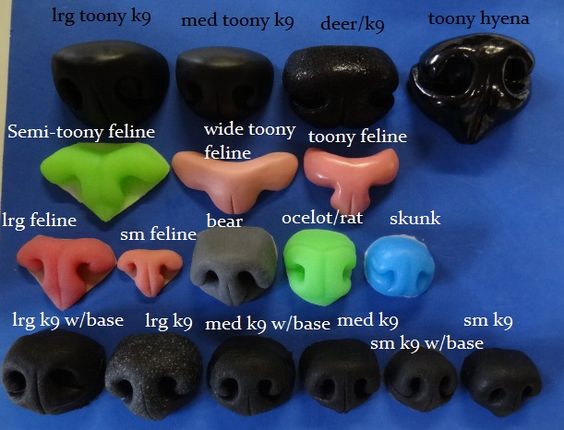 lrg toony k9
med toony k9
deer/k9
toony hyena
Semi-toony feline
wide toony
feline
toony feline
lrg feline
sm feline
bear
ocelot/rat
skunk
lrg k9 w/base
lrg k9
med k9 w/base
med k9
sm k9 w/base
sm k9